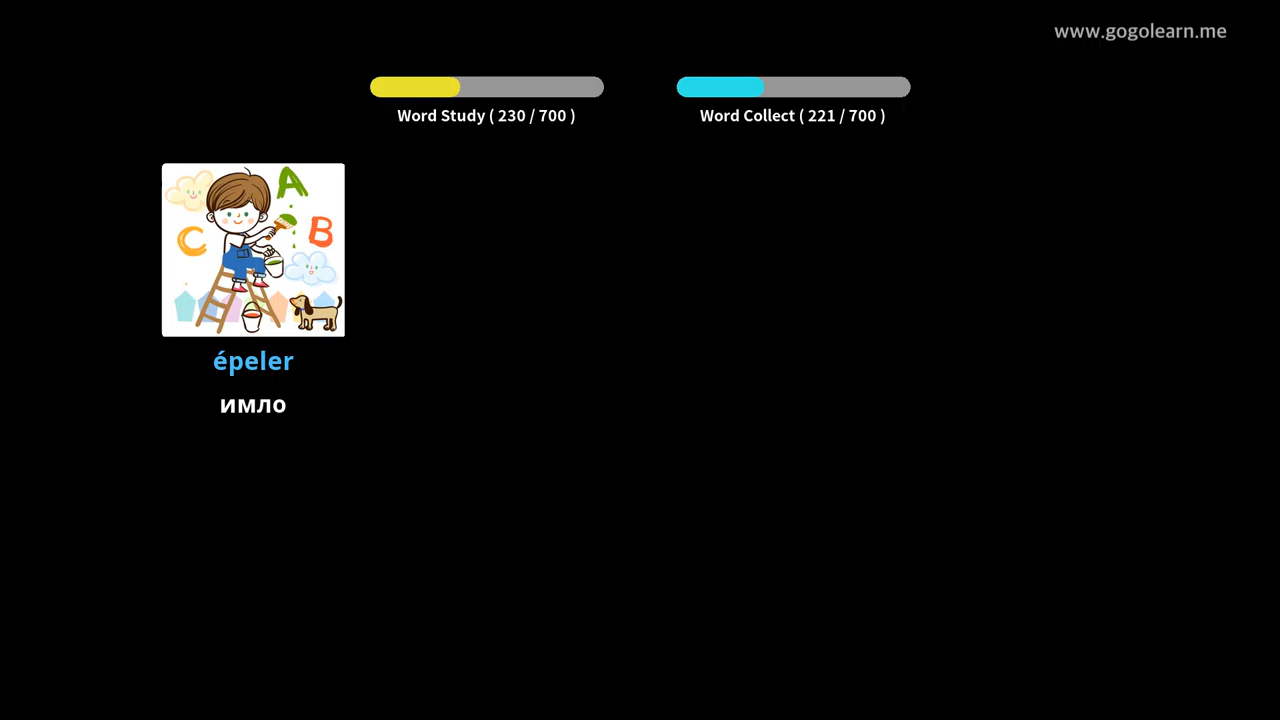 www.gogolearn.me
Word Study ( 230 / 700 )
Word Collect ( 221 / 700 )
A
B
C
épeler
имло